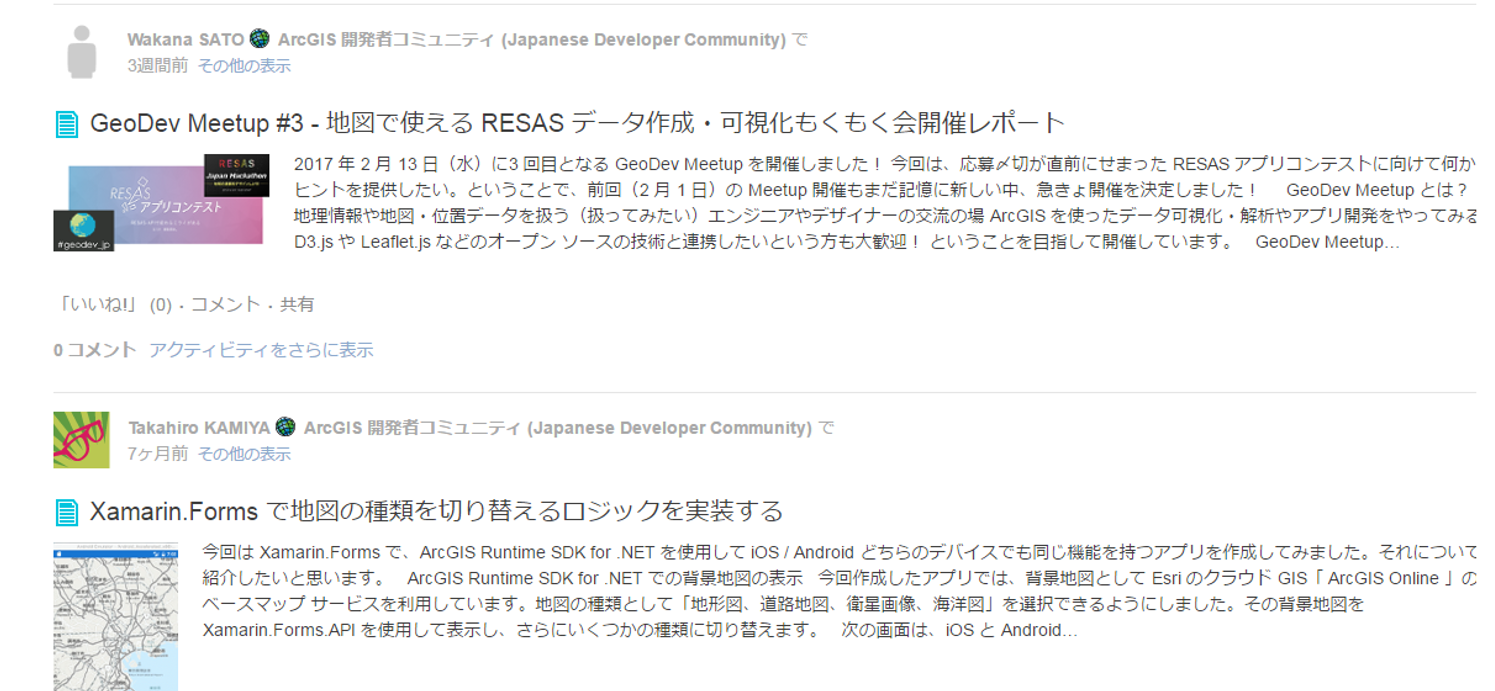 Wakana SATO ArcGIS 開発者コミュニティ (Japanese Developer Community) で
3週間前 その他の表示
GeoDev Meetup #3 - 地図で使える RESAS データ作成・可視化もくもく会開催レポート
RESAS
Japan Hackathon
RESAS
アプリコンテスト
#geodev_jp
2017 年 2 月 13 日（水）に3 回目となる GeoDev Meetup を開催しました！ 今回は、応募〆切が直前にせまった RESAS アプリコンテストに向けて何か
ヒントを提供したい。ということで、前回（2 月 1 日）の Meetup 開催もまだ記憶に新しい中、急きょ開催を決定しました！ GeoDev Meetup とは？
地理情報や地図・位置データを扱う（扱ってみたい）エンジニアやデザイナーの交流の場 ArcGIS を使ったデータ可視化・解析やアプリ開発をやってみる
D3.js や Leaflet.js などのオープン ソースの技術と連携したいという方も大歓迎！ ということを目指して開催しています。 GeoDev Meetup…
「いいね!」 (0)・コメント・共有
0 コメント アクティビティをさらに表示
Takahiro KAMIYA ArcGIS 開発者コミュニティ (Japanese Developer Community) で
7ヶ月前 その他の表示
Xamarin.Forms で地図の種類を切り替えるロジックを実装する
今回は Xamarin.Forms で、ArcGIS Runtime SDK for .NET を使用して iOS / Android どちらのデバイスでも同じ機能を持つアプリを作成してみました。それについて
紹介したいと思います。 ArcGIS Runtime SDK for .NET での背景地図の表示 今回作成したアプリでは、背景地図として Esri のクラウド GIS「 ArcGIS Online 」の
ベースマップ サービスを利用しています。地図の種類として「地形図、道路地図、衛星画像、海洋図」を選択できるようにしました。その背景地図を
Xamarin.Forms.API を使用して表示し、さらにいくつかの種類に切り替えます。 次の画面は、iOS と Android…